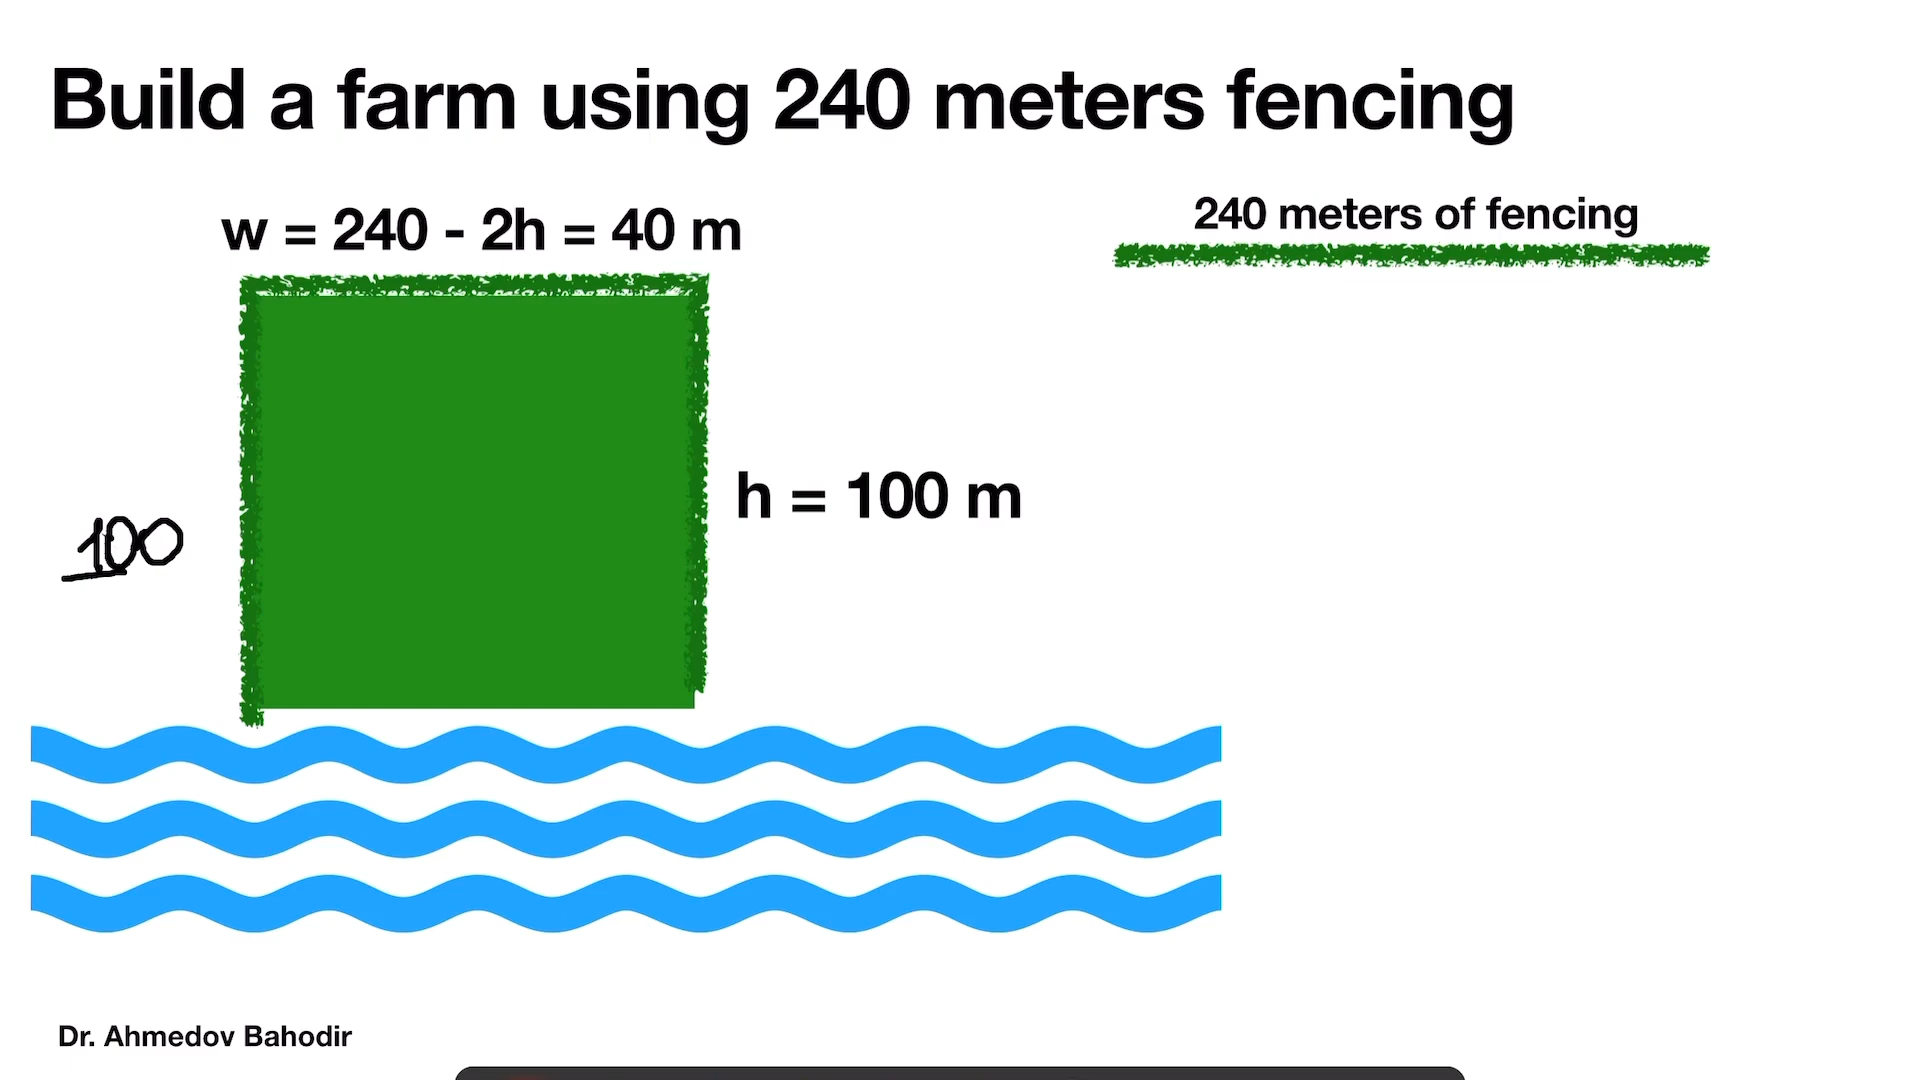 Build a farm using 240 meters fencing
240 meters of fencing
w = 240 - 2h = 40 m
h = 100 m
100
Dr. Ahmedov Bahodir